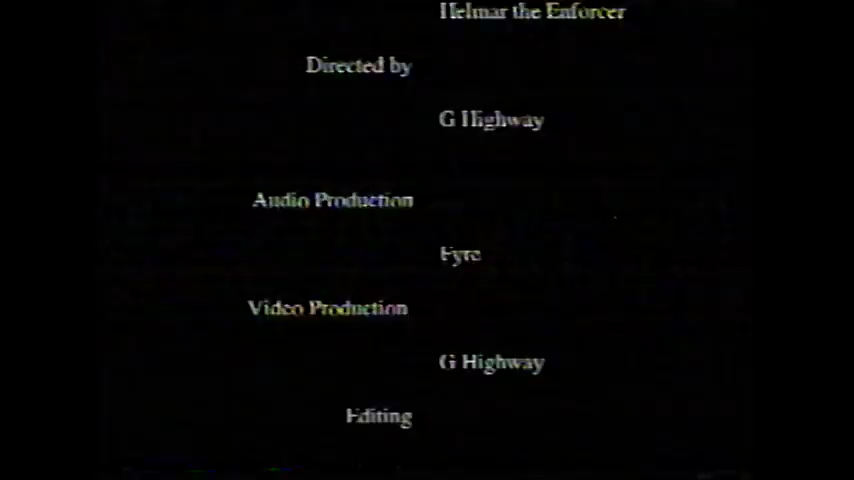 Helmar the Enforcer
Directed by
G Highway
Audio Production
Fyre
Video Production
G Highway
Editing